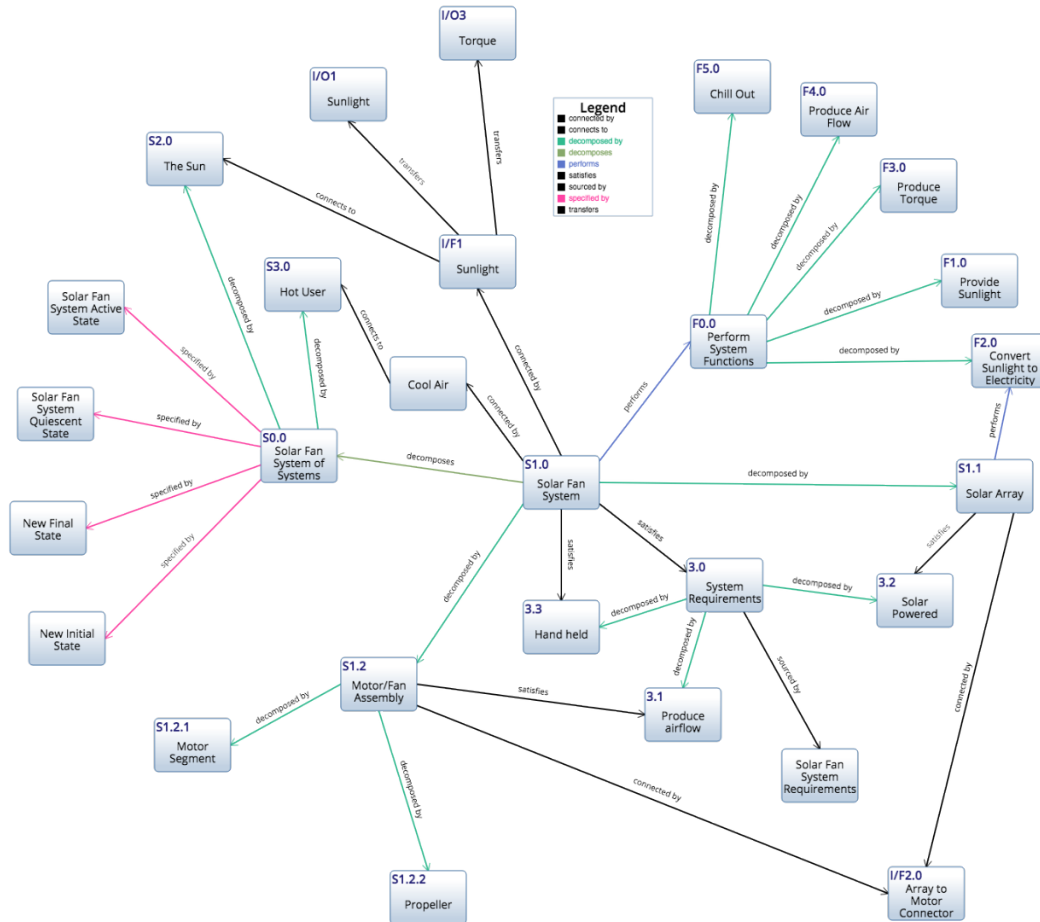 I/O3
Torque
I/O1
Sunlight
F5.0
Chill Out
F4.0
Produce Air
Flow
Legend
connected by
connects to
decomposed by
decomposes
performs
satisfies
sourced by
specified by
transfers
S2.0
The Sun
transfers
transfers
connects to
decomposed by
decomposed by
decomposed by
F3.0
Produce
Torque
I/F1
Sunlight
S3.0
Hot User
decomposed by
F1.0
Provide
Sunlight
Solar Fan
System Active
State
decomposed by
decomposed by
connects to
connected by
F0.0
Perform
System
Functions
decomposed by
F2.0
Convert
Sunlight to
Electricity
specified by
Cool Air
Solar Fan
System
Quiescent
State
specified by
connected by
performs
performs
S0.0
Solar Fan
System of
Systems
decomposes
S1.0
Solar Fan
System
decomposed by
S1.1
Solar Array
specified by
New Final
State
specified by
satisfies
satisfies
satisfies
decomposed by
3.0
System
Requirements
decomposed by
3.2
Solar
Powered
3.3
Hand held
decomposed by
New Initial
State
decomposed by
sourced by
connected by
S1.2
Motor/Fan
Assembly
satisfies
3.1
Produce
airflow
decomposed by
S1.2.1
Motor
Segment
decomposed by
Solar Fan
System
Requirements
connected by
S1.2.2
Propeller
I/F2.0
Array to
Motor
Connector